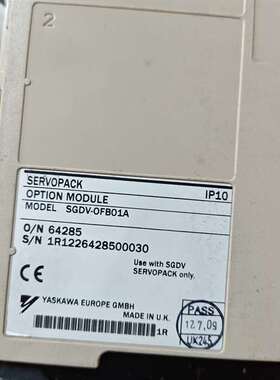 2
SERVOPACK
OPTION MODULE IP10
MODEL SGDV-OFB01A
O/N 64285
S/N 1R1226428500030
Use with SGDV
SERVOPACK only.
CE
YASKAWA EUROPE GMBH
MADE IN U.K.
1R
PASS
12.7.09
UK245